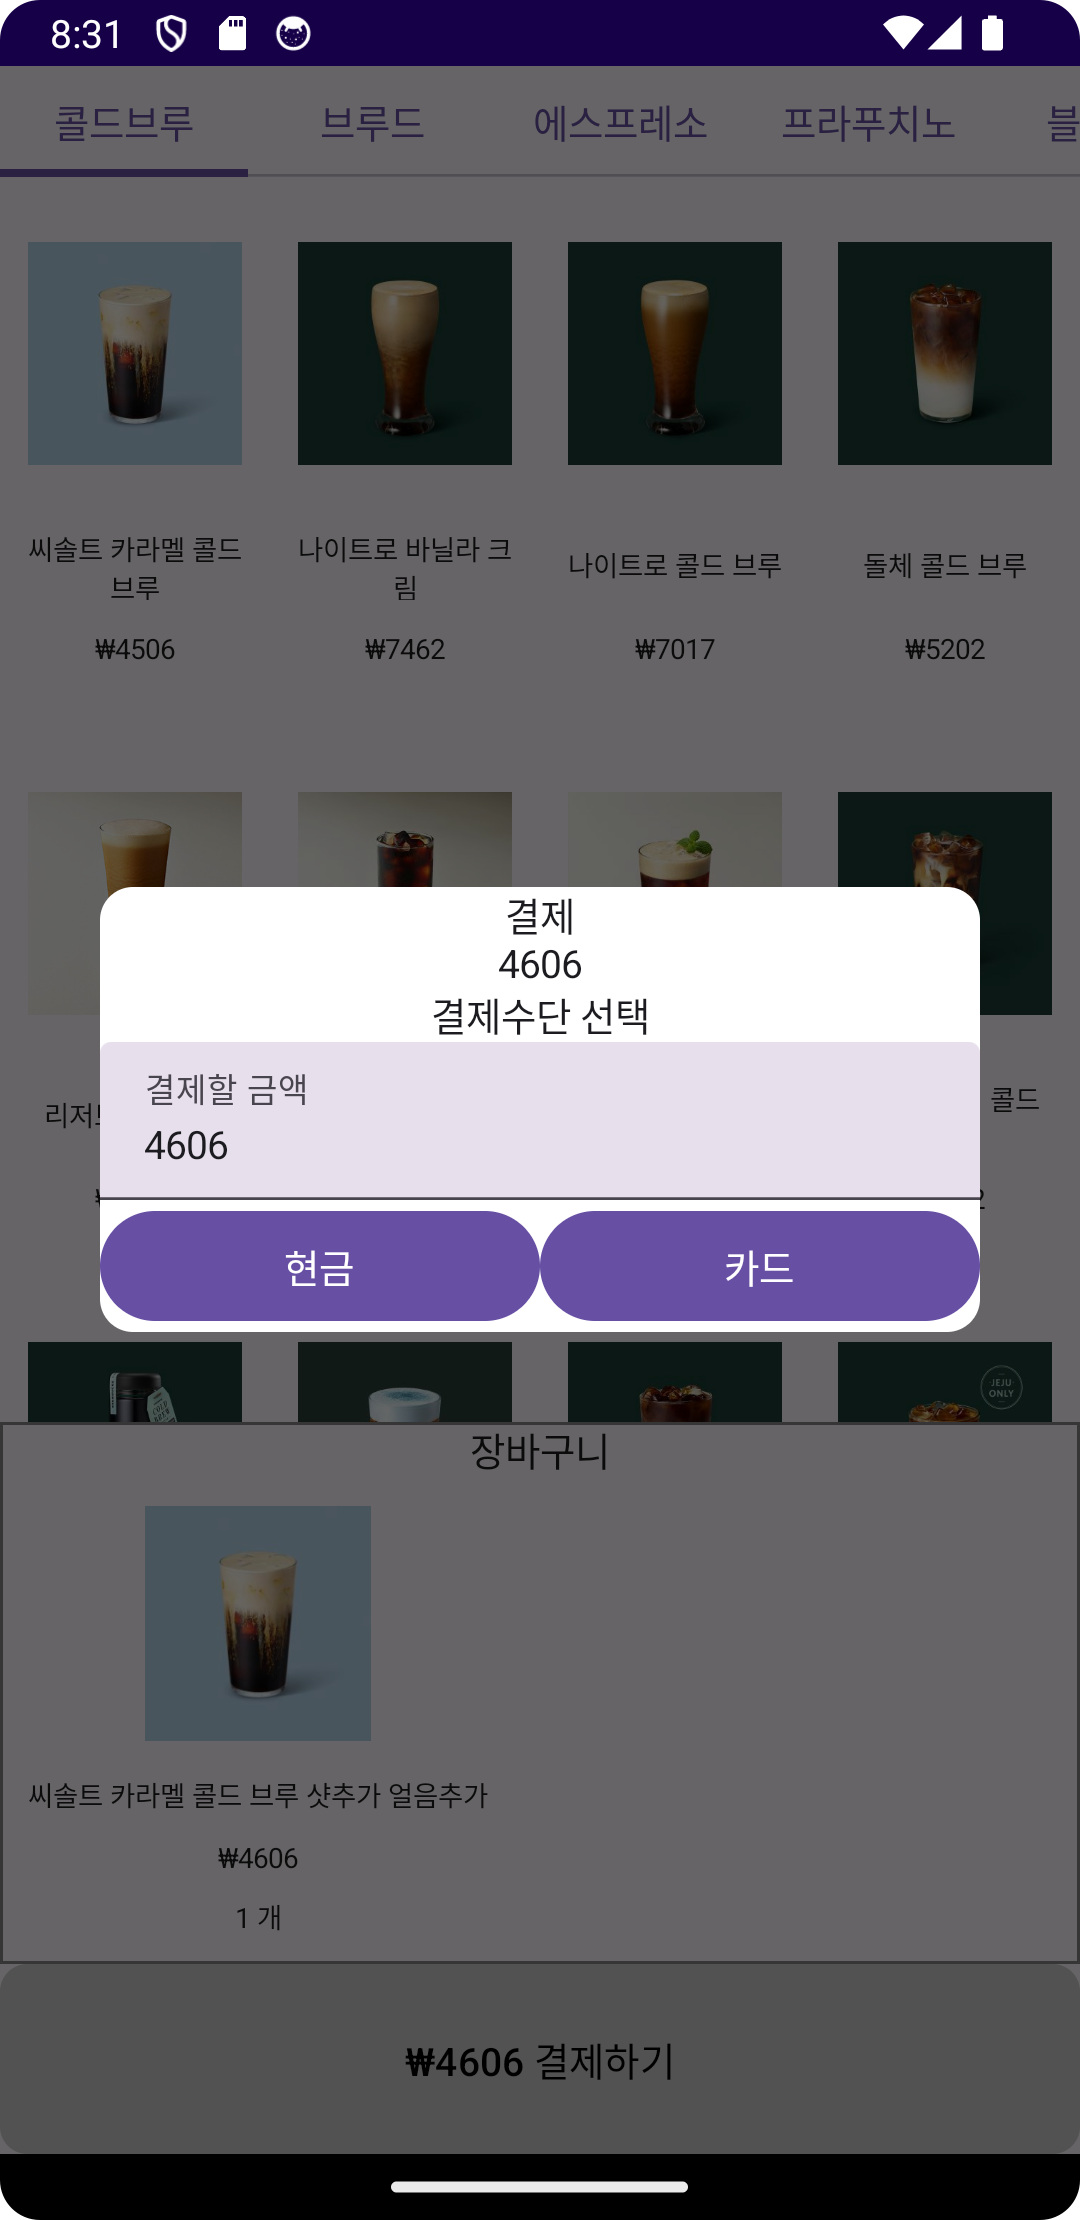 8:31
콜드브루 브루드 에스프레소 프라푸치노 블
씨솔트 카라멜 콜드 브루
₩4506
나이트로 바닐라 크림
₩7462
나이트로 콜드 브루
₩7017
돌체 콜드 브루
₩5202
리저
콜드
결제
4606
결제수단 선택
결제할 금액
4606
현금 카드
JEJU
ONLY
장바구니
씨솔트 카라멜 콜드 브루 샷추가 얼음추가
₩4606
1 개
₩4606 결제하기